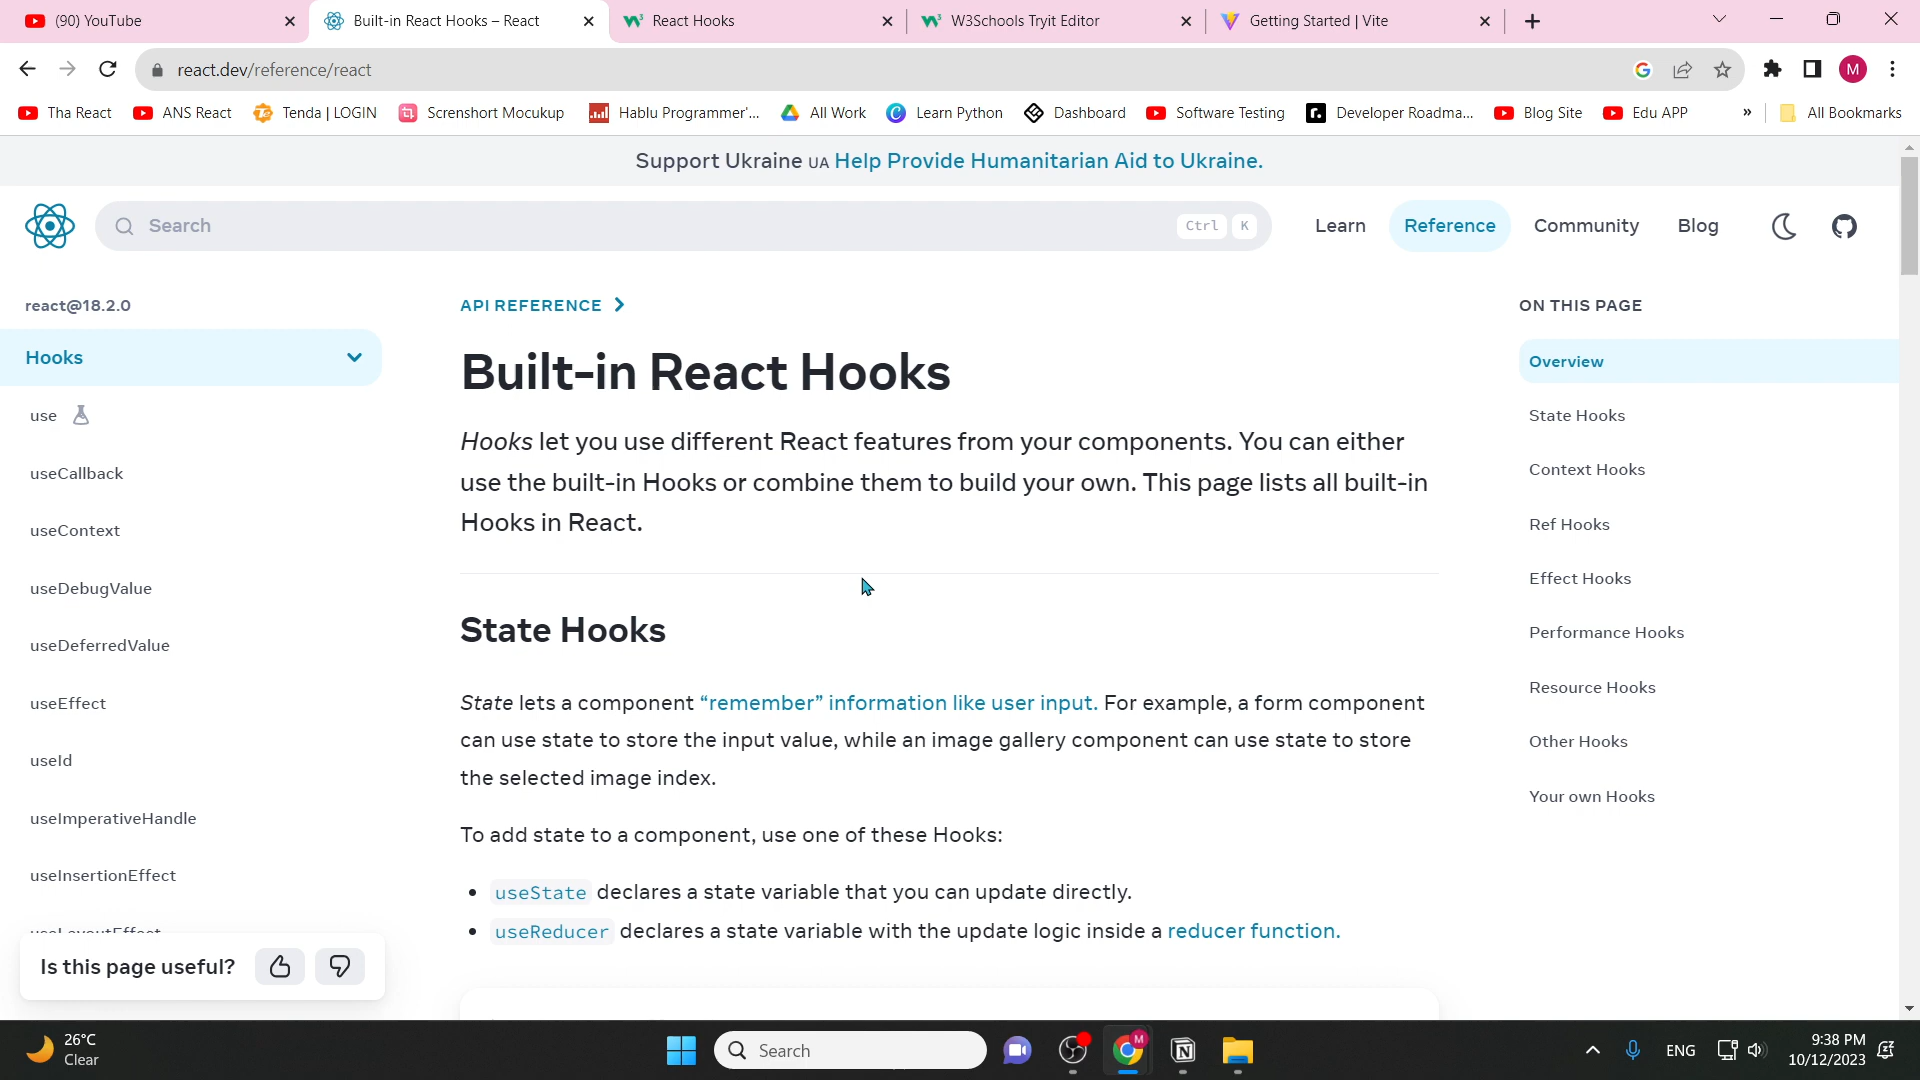 (90) YouTube
Built-in React Hooks – React
React Hooks
W3Schools Tryit Editor
Getting Started | Vite
react.dev/reference/react
M
Tha React
ANS React
Tenda | LOGIN
Screnshort Mocukup
Hablu Programmer'...
All Work
Learn Python
Dashboard
Software Testing
Developer Roadma...
Blog Site
Edu APP
»
All Bookmarks
Support Ukraine UA Help Provide Humanitarian Aid to Ukraine.
Search
Ctrl K
Learn
Reference
Community
Blog
react@18.2.0
Hooks
use
useCallback
useContext
useDebugValue
useDeferredValue
useEffect
useId
useImperativeHandle
useInsertionEffect
Is this page useful?
API REFERENCE
Built-in React Hooks
Hooks let you use different React features from your components. You can either
use the built-in Hooks or combine them to build your own. This page lists all built-in
Hooks in React.
State Hooks
State lets a component “remember” information like user input. For example, a form component
can use state to store the input value, while an image gallery component can use state to store
the selected image index.
To add state to a component, use one of these Hooks:
• useState declares a state variable that you can update directly.
• useReducer declares a state variable with the update logic inside a reducer function.
ON THIS PAGE
Overview
State Hooks
Context Hooks
Ref Hooks
Effect Hooks
Performance Hooks
Resource Hooks
Other Hooks
Your own Hooks
26°C
Clear
Search
M
ENG
9:38 PM
10/12/2023